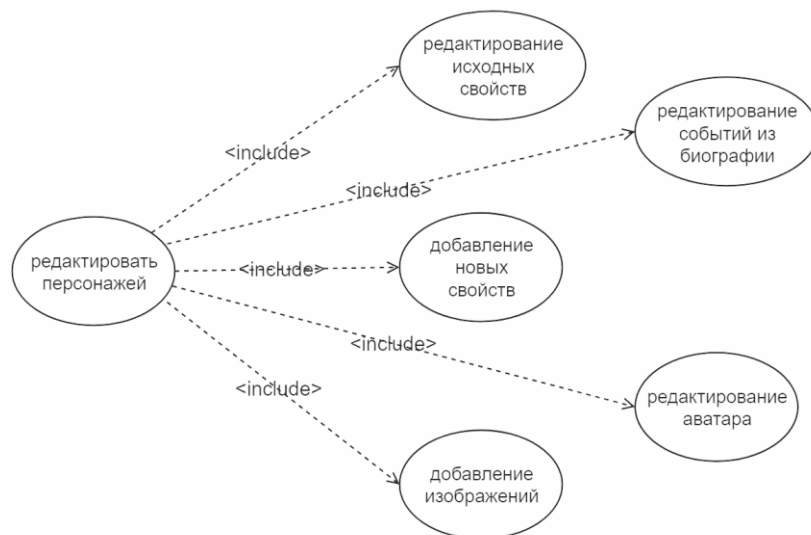 редактирование
исходных
свойств
редактирование
событий из
биографии
<include>
<include>
редактировать
персонажей
<include>
добавление
новых
свойств
<include>
<include>
редактирование
аватара
добавление
изображений